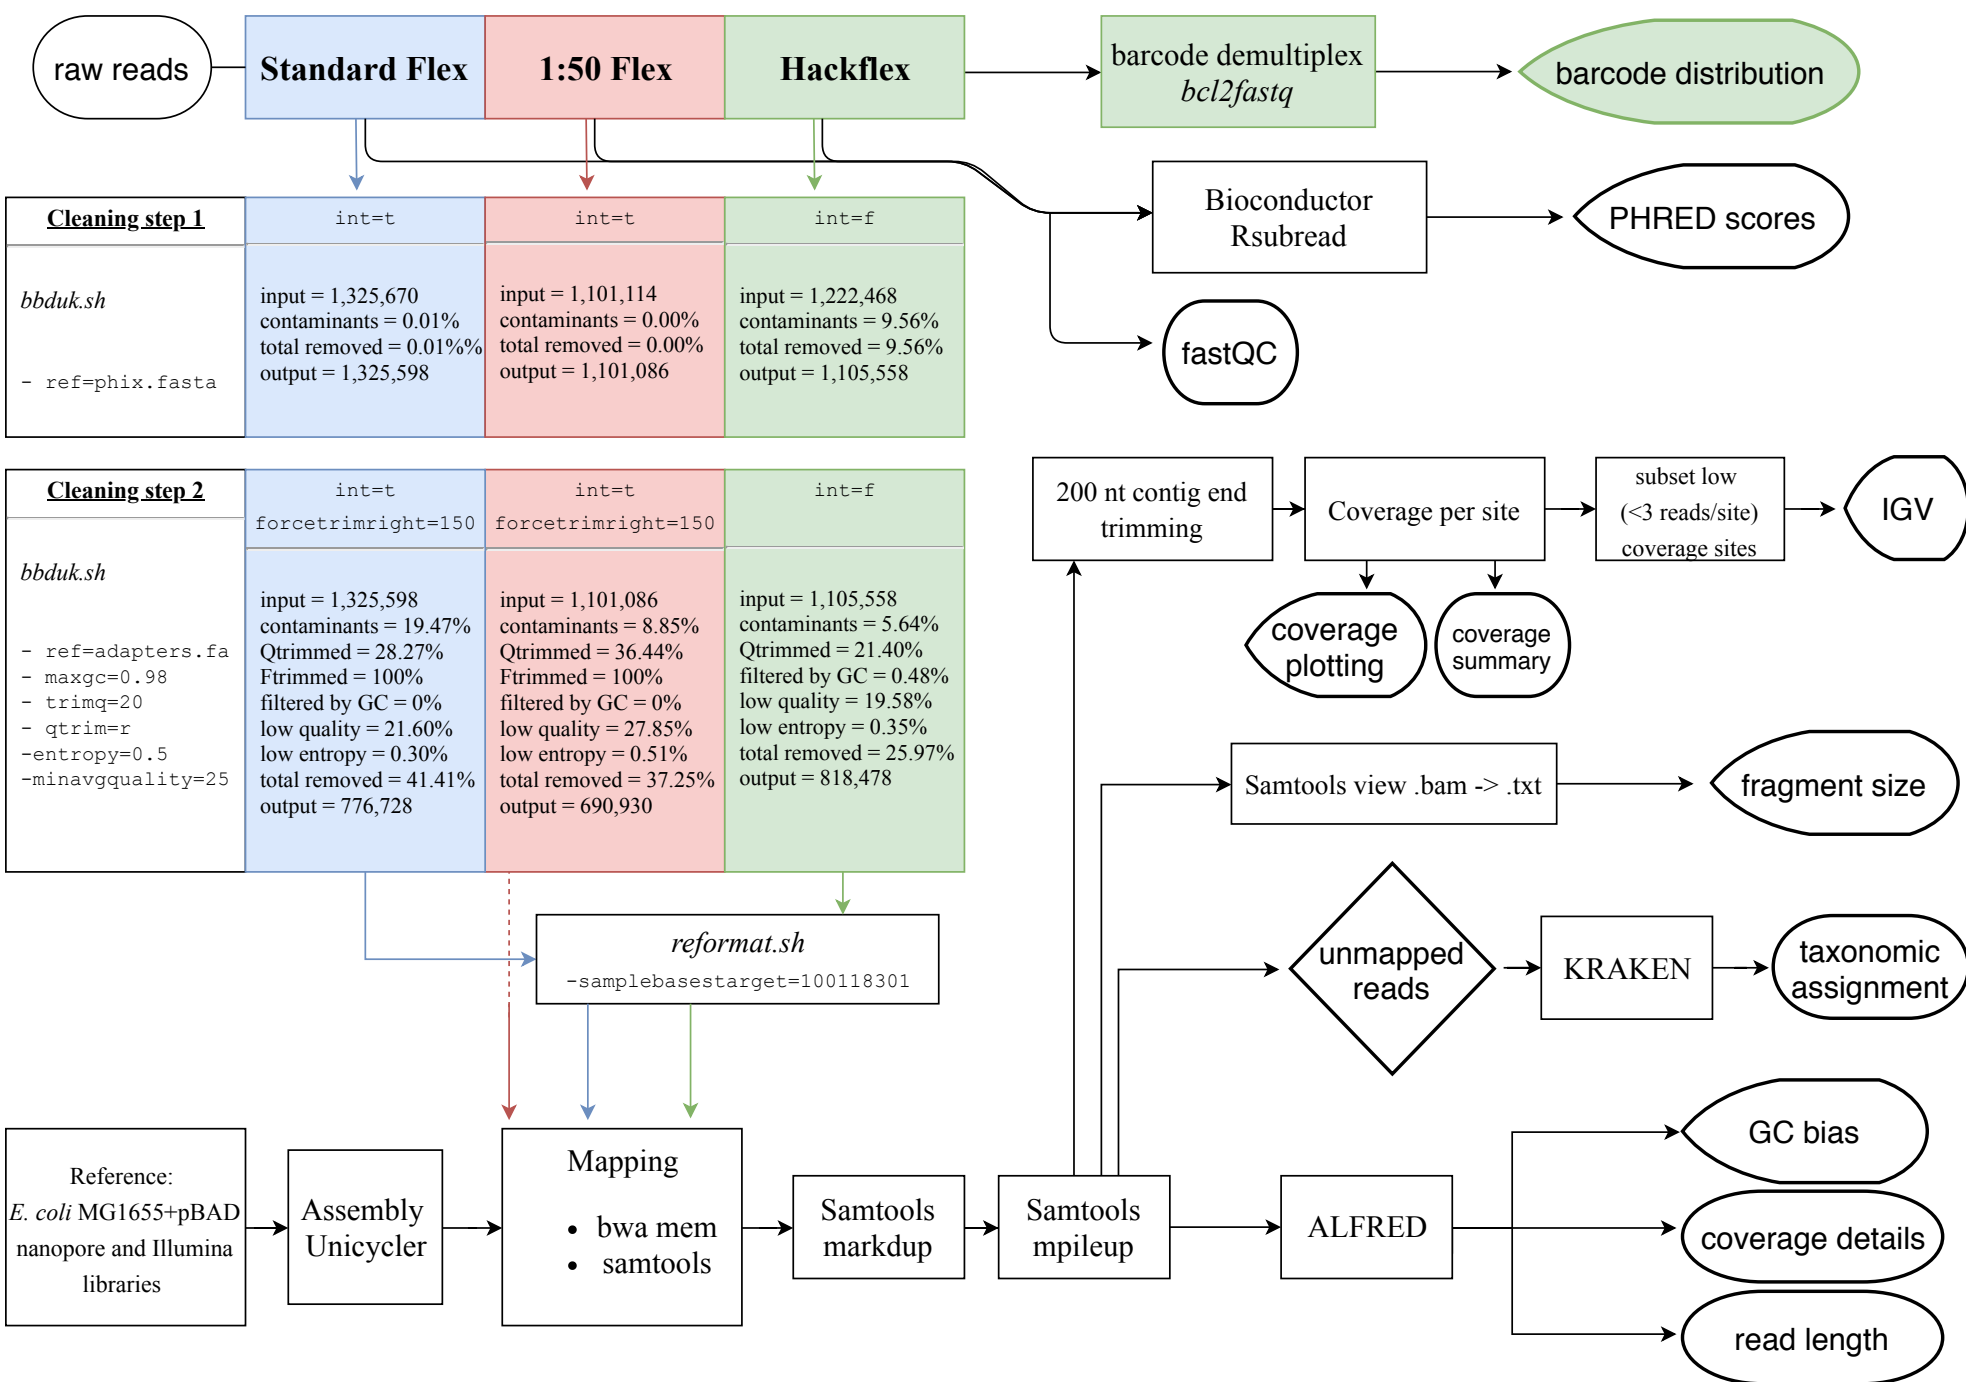 raw reads
Standard Flex
1:50 Flex
Hackflex
barcode demultiplex
bcl2fastq
barcode distribution
Bioconductor
Rsubread
PHRED scores
fastQC
Cleaning step 1
bbduk.sh
- ref=phix.fasta
int=t
input = 1,325,670
contaminants = 0.01%
total removed = 0.01%%
output = 1,325,598
int=t
input = 1,101,114
contaminants = 0.00%
total removed = 0.00%
output = 1,101,086
int=f
input = 1,222,468
contaminants = 9.56%
total removed = 9.56%
output = 1,105,558
Cleaning step 2
bbduk.sh
- ref=adapters.fa
- maxgc=0.98
- trimq=20
- qtrim=r
-entropy=0.5
-minavgquality=25
int=t
forcetrimright=150
input = 1,325,598
contaminants = 19.47%
Qtrimmed = 28.27%
Ftrimmed = 100%
filtered by GC = 0%
low quality = 21.60%
low entropy = 0.30%
total removed = 41.41%
output = 776,728
int=t
forcetrimright=150
input = 1,101,086
contaminants = 8.85%
Qtrimmed = 36.44%
Ftrimmed = 100%
filtered by GC = 0%
low quality = 27.85%
low entropy = 0.51%
total removed = 37.25%
output = 690,930
int=f
input = 1,105,558
contaminants = 5.64%
Qtrimmed = 21.40%
filtered by GC = 0.48%
low quality = 19.58%
low entropy = 0.35%
total removed = 25.97%
output = 818,478
200 nt contig end
trimming
Coverage per site
subset low
(<3 reads/site)
coverage sites
IGV
coverage
plotting
coverage
summary
Samtools view .bam -> .txt
fragment size
reformat.sh
-samplebasestarget=100118301
unmapped
reads
KRAKEN
taxonomic
assignment
Reference:
E. coli MG1655+pBAD
nanopore and Illumina
libraries
Assembly
Unicycler
Mapping
• bwa mem
• samtools
Samtools
markdup
Samtools
mpileup
ALFRED
GC bias
coverage details
read length